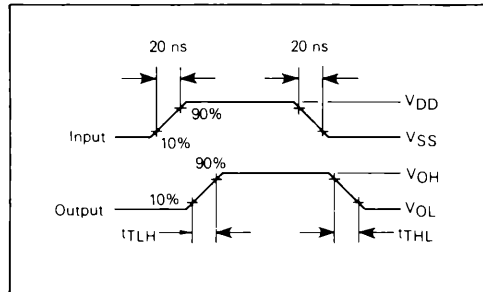 20 ns 20 ns
VDD
90%
Input 10% VSS
90% VOH
Output 10% VOL
tTLH tTHL